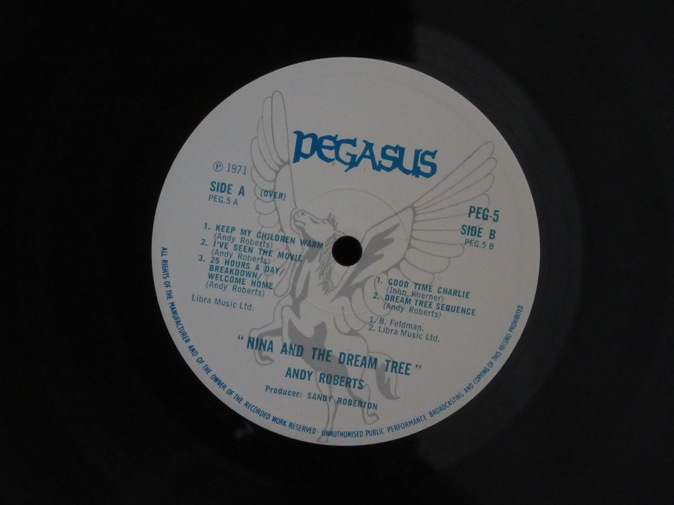 PEGASUS
℗ 1971
SIDE A (OVER)
PEG.5 A
1. KEEP MY CHILDREN WARM
(Andy Roberts)
2. I'VE SEEN THE MOVIE
(Andy Roberts)
3. 25 HOURS A DAY/
BREAKDOWN/
WELCOME HOME
(Andy Roberts)
Libra Music Ltd.
PEG-5
SIDE B
PEG.5 B
1. GOOD TIME CHARLIE
(John Koerner)
2. DREAM TREE SEQUENCE
(Andy Roberts)
1. B. Feldman,
2. Libra Music Ltd.
"NINA AND THE DREAM TREE"
ANDY ROBERTS
Producer: SANDY ROBERTON
ALL RIGHTS OF THE MANUFACTURER AND OF THE OWNER OF THE RECORDED WORK RESERVED · UNAUTHORISED PUBLIC PERFORMANCE BROADCASTING AND COPYING OF THIS RECORD PROHIBITED